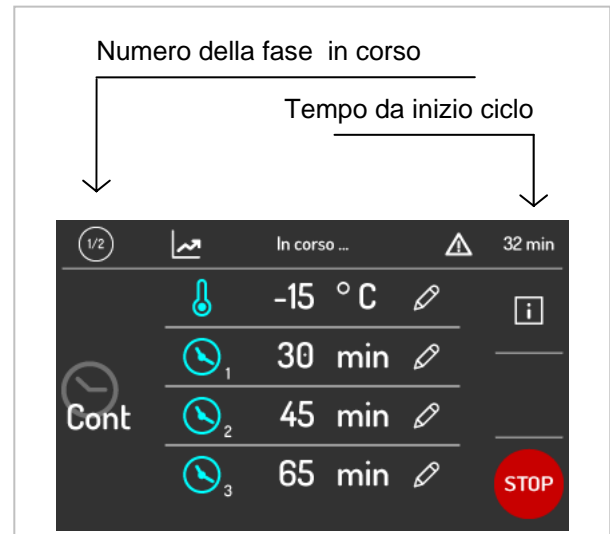 Numero della fase in corso
Tempo da inizio ciclo
1/2 In corso ... 32 min
-15 °C
i
1 30 min
Cont
2 45 min
3 65 min
STOP